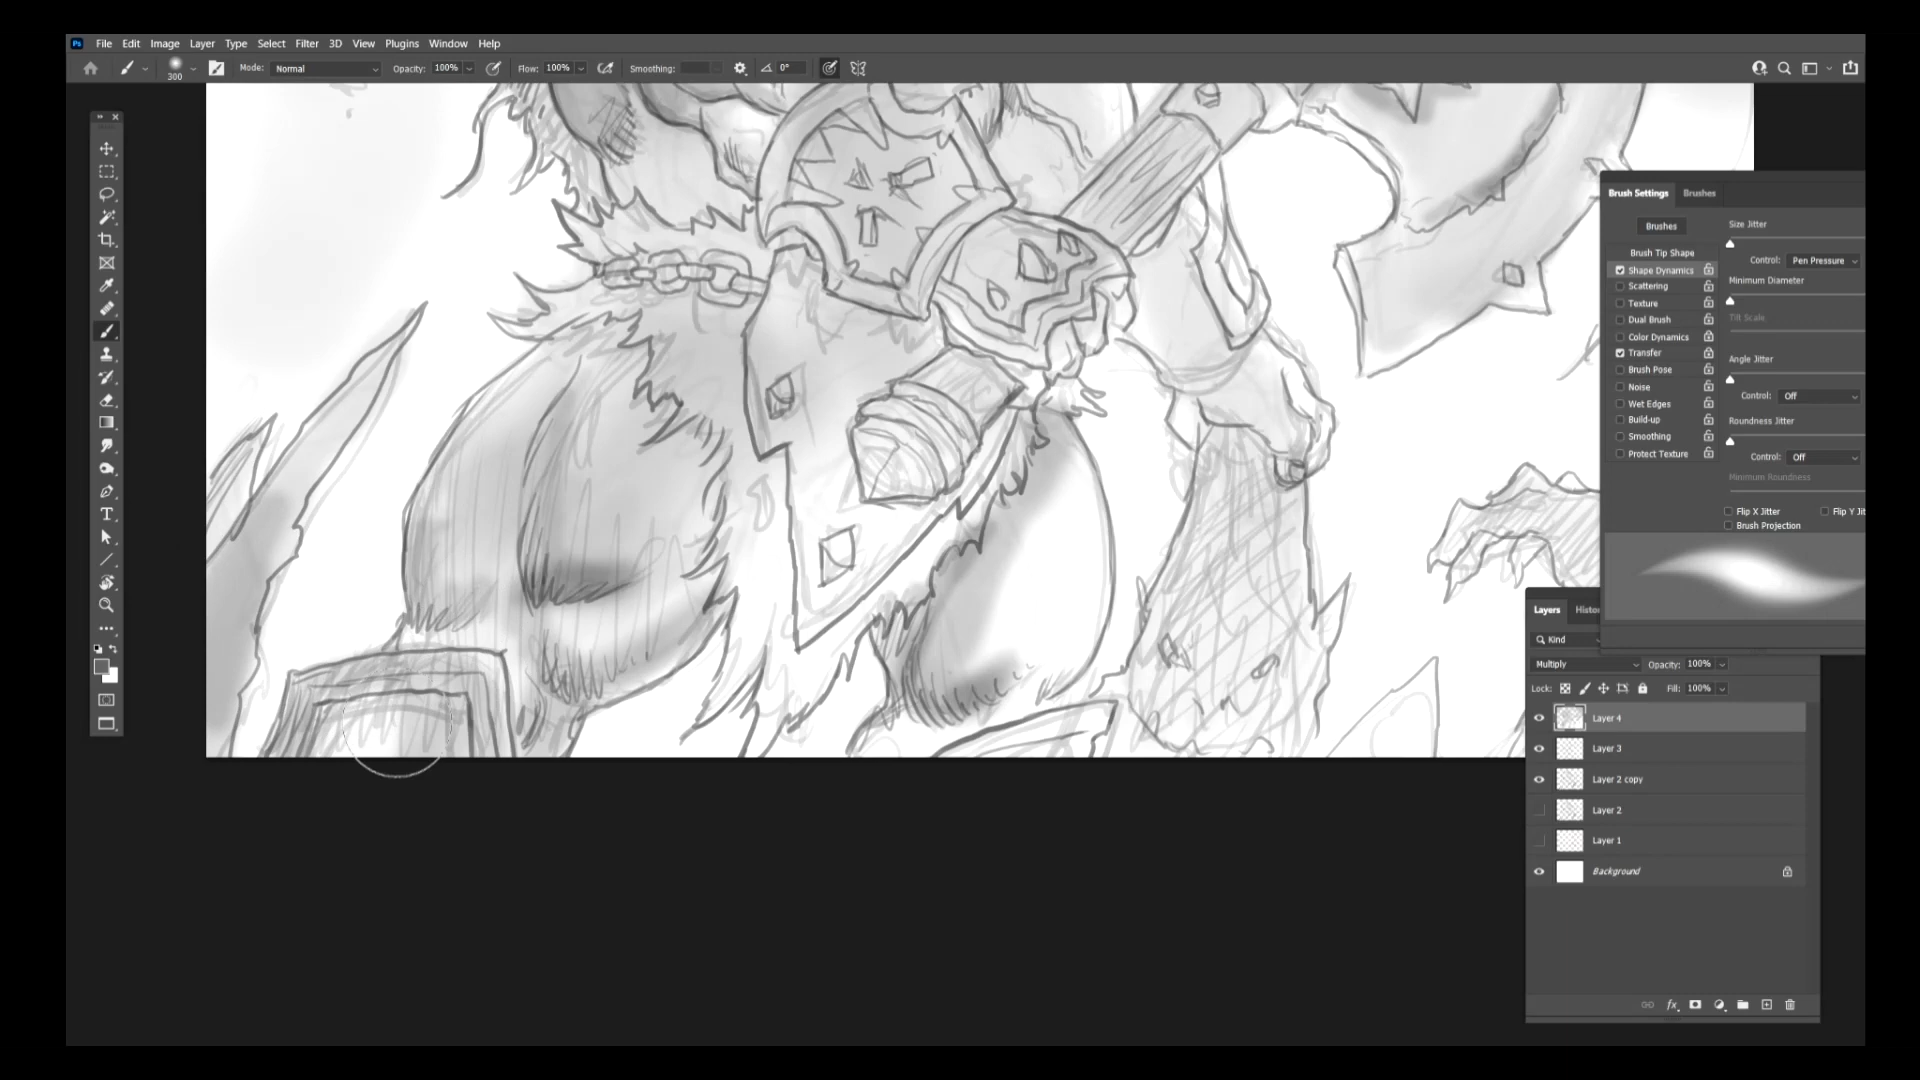 Ps File Edit Image Layer Type Select Filter 3D View Plugins Window Help
300 Mode: Normal Opacity: 100% Flow: 100% Smoothing: 0°
Brush Settings Brushes
Brushes
Size Jitter
Brush Tip Shape
Control: Pen Pressure
Shape Dynamics
Minimum Diameter
Scattering
Texture
Tilt Scale
Dual Brush
Color Dynamics
Transfer
Angle Jitter
Brush Pose
Noise
Control: Off
Wet Edges
Build-up
Roundness Jitter
Smoothing
Protect Texture
Control: Off
Minimum Roundness
Flip X Jitter Flip Y Jit
Brush Projection
Layers Histo
Kind
Multiply Opacity: 100%
Lock: Fill: 100%
Layer 4
Layer 3
Layer 2 copy
Layer 2
Layer 1
Background
fx